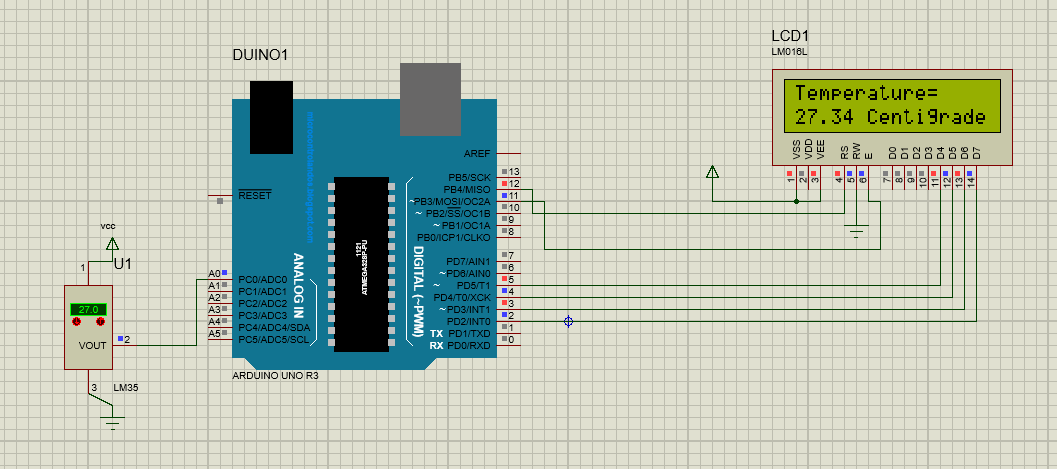 DUINO1
LCD1
LM016L
Temperature=
27.34 Centigrade
VSS
VDD
VEE
RS
RW
E
D0
D1
D2
D3
D4
D5
D6
D7
1
2
3
4
5
6
7
8
9
10
11
12
13
14
AREF
RESET
PB5/SCK 13
PB4/MISO 12
~PB3/MOSI/OC2A 11
~ PB2/SS/OC1B 10
~ PB1/OC1A 9
PB0/ICP1/CLKO 8
PD7/AIN1 7
~ PD6/AIN0 6
~ PD5/T1 5
PD4/T0/XCK 4
~ PD3/INT1 3
PD2/INT0 2
TX PD1/TXD 1
RX PD0/RXD 0
DIGITAL (~PWM)
1121
ATMEGA328P-PU
ANALOG IN
A0 PC0/ADC0
A1 PC1/ADC1
A2 PC2/ADC2
A3 PC3/ADC3
A4 PC4/ADC4/SDA
A5 PC5/ADC5/SCL
ARDUINO UNO R3
vcc
1
U1
27.0
VOUT
2
3
LM35